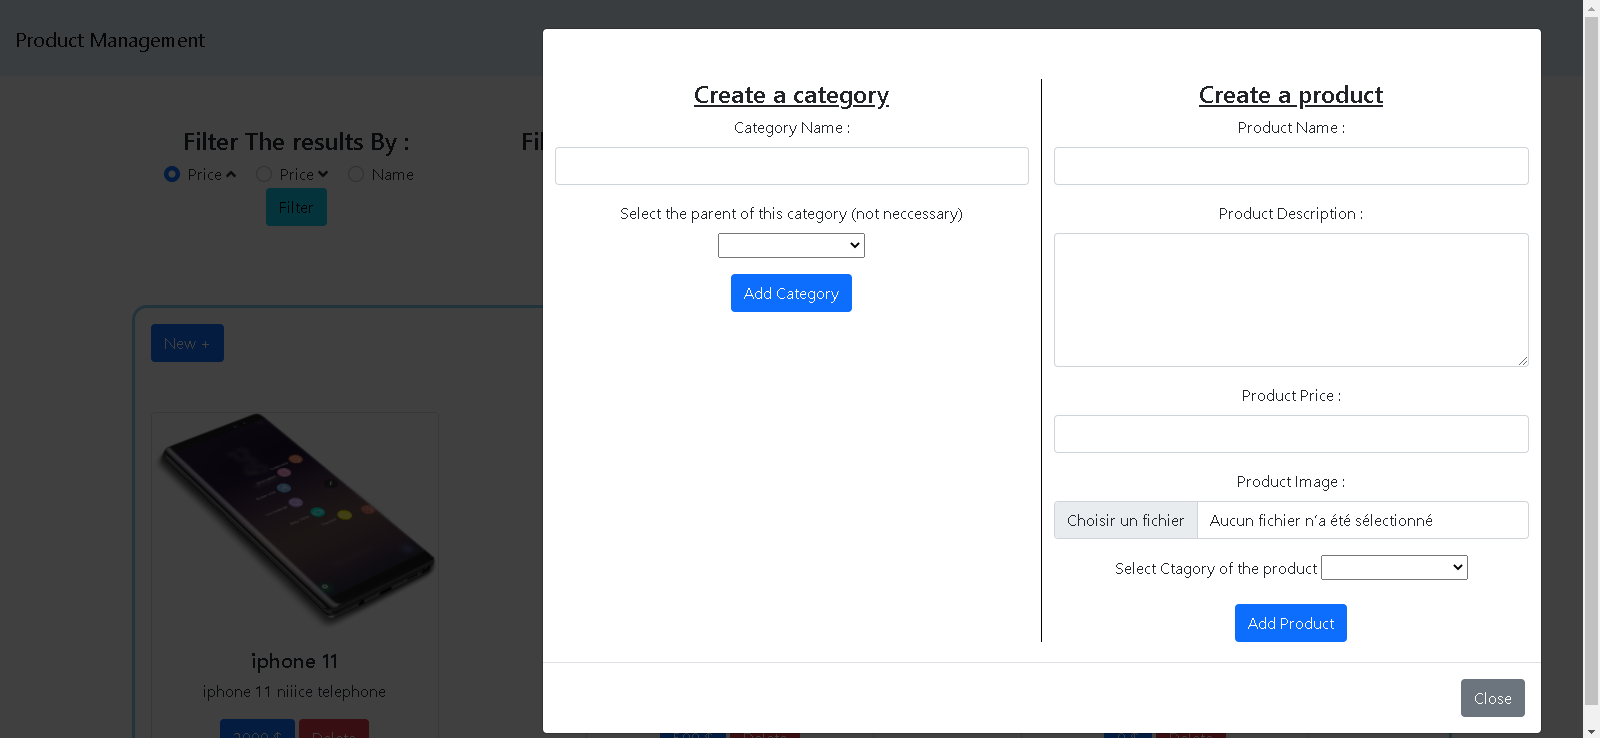 Product Management
Filter The results By :
Fil
Price
Price
Name
Filter
New +
iphone 11
iphone 11 niiice telephone
Delete
Create a category
Category Name :
Select the parent of this category (not neccessary)
Add Category
Create a product
Product Name :
Product Description :
Product Price :
Product Image :
Choisir un fichier
Aucun fichier n'a été sélectionné
Select Ctagory of the product
Add Product
Close